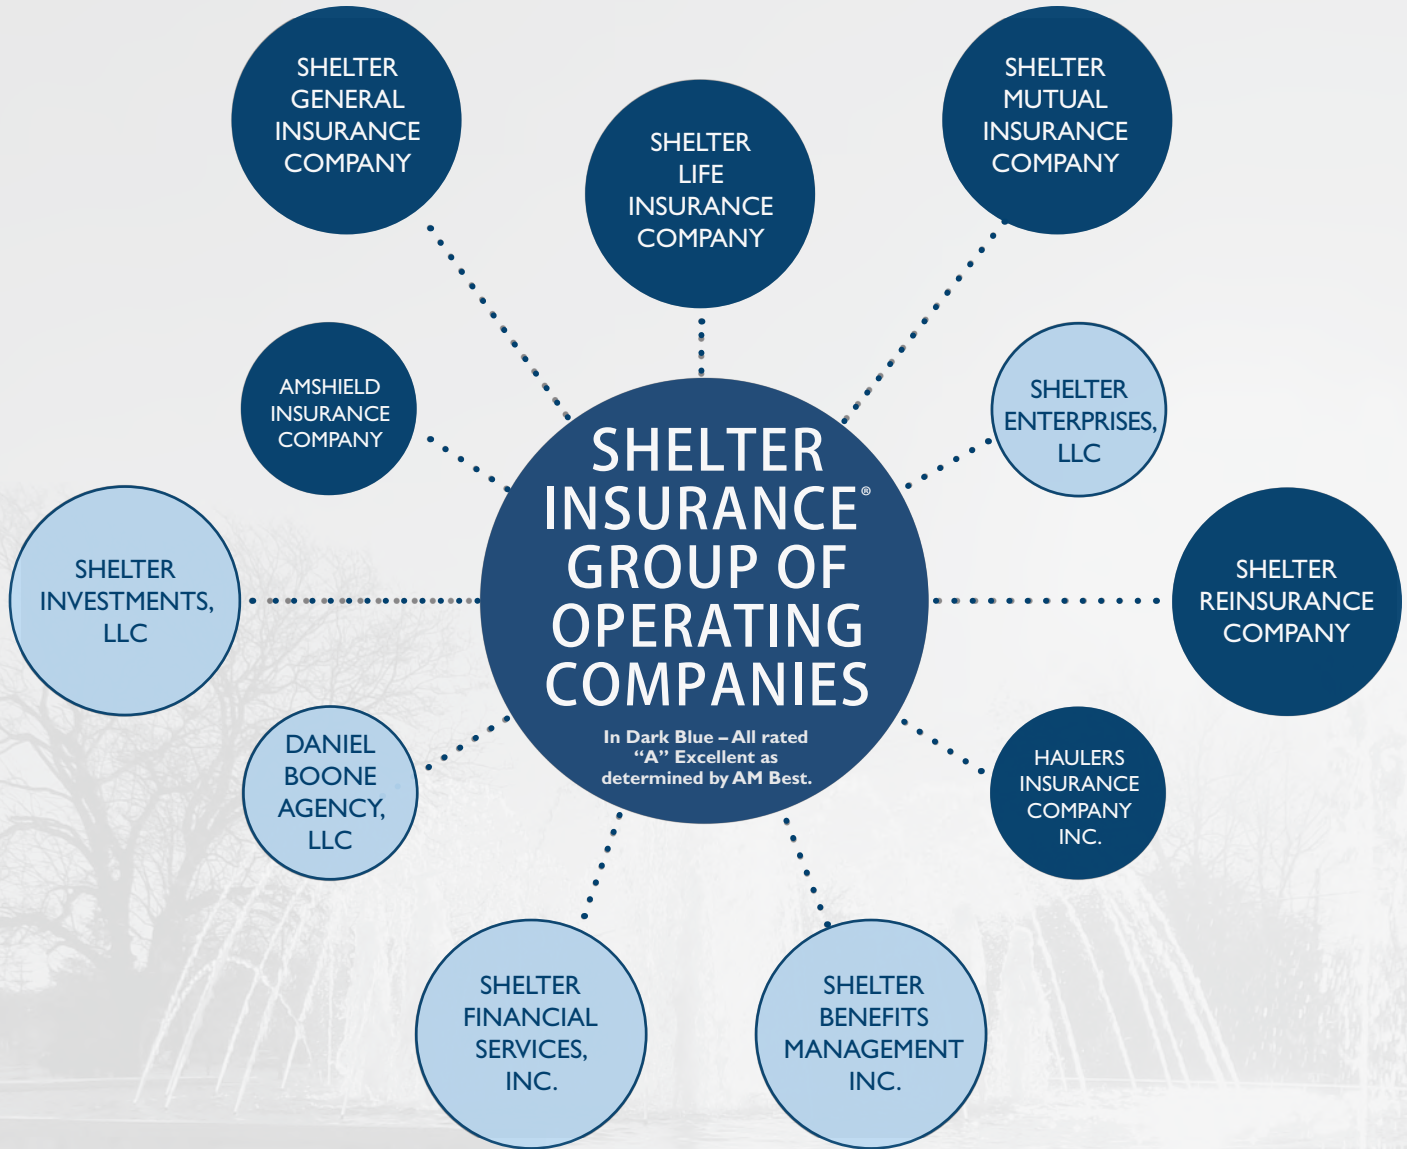 SHELTER
GENERAL
INSURANCE
COMPANY
SHELTER
LIFE
INSURANCE
COMPANY
SHELTER
MUTUAL
INSURANCE
COMPANY
AMSHIELD
INSURANCE
COMPANY
SHELTER
ENTERPRISES,
LLC
SHELTER
INSURANCE®
GROUP OF
OPERATING
COMPANIES
In Dark Blue – All rated
“A” Excellent as
determined by AM Best.
SHELTER
INVESTMENTS,
LLC
SHELTER
REINSURANCE
COMPANY
DANIEL
BOONE
AGENCY,
LLC
HAULERS
INSURANCE
COMPANY
INC.
SHELTER
FINANCIAL
SERVICES,
INC.
SHELTER
BENEFITS
MANAGEMENT
INC.